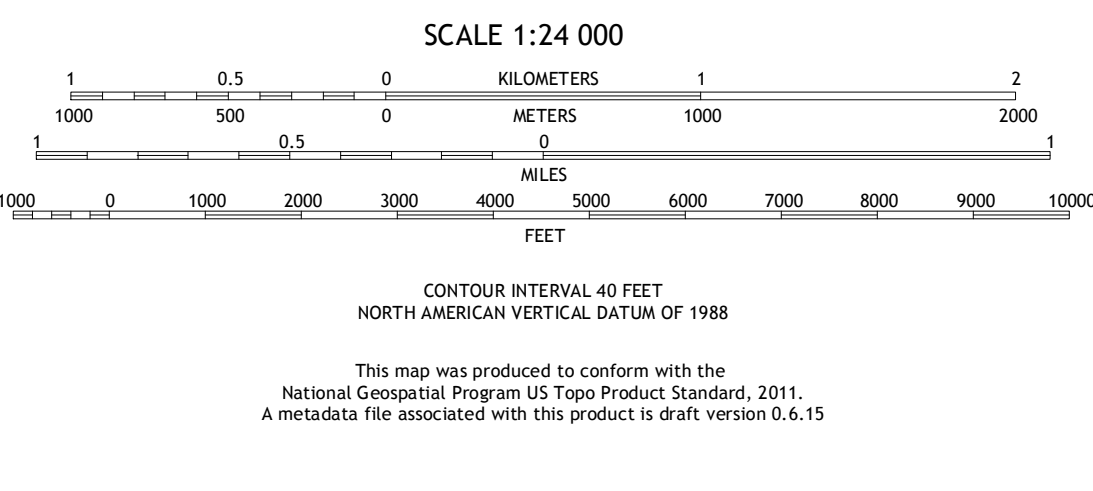 SCALE 1:24 000
1 0.5 0 KILOMETERS 1 2
1000 500 0 METERS 1000 2000
1 0.5 0 1
MILES
1000 0 1000 2000 3000 4000 5000 6000 7000 8000 9000 10000
FEET
CONTOUR INTERVAL 40 FEET
NORTH AMERICAN VERTICAL DATUM OF 1988
This map was produced to conform with the
National Geospatial Program US Topo Product Standard, 2011.
A metadata file associated with this product is draft version 0.6.15